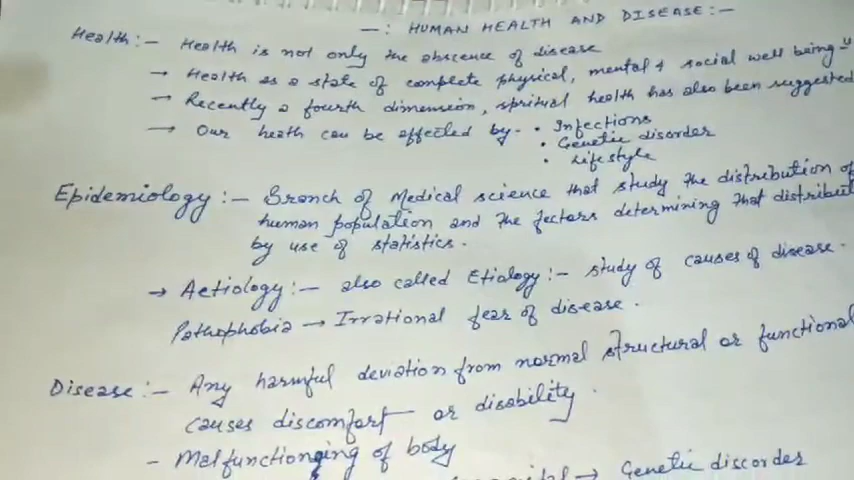 —: HUMAN HEALTH AND DISEASE:—
Health:— Health is not only the abscence of disease
→ Health as a state of complete physical, mental & social well being"
→ Recently a fourth dimension, spritual health has also been suggested
→ Our heath can be affected by- • Infections
• Genetic disorder
• Lifestyle
Epidemiology:— Branch of Medical science that study the distribution of
human population and the factors determining that distribut
by use of statistics.
→ Aetiology:— also called Etiology:— study of causes of disease.
Pathophobia → Irrational fear of disease.
Disease:— Any harmful deviation from normal structural or functional
causes discomfort or disability.
- Malfunctioning of body
→ Genetic discorder